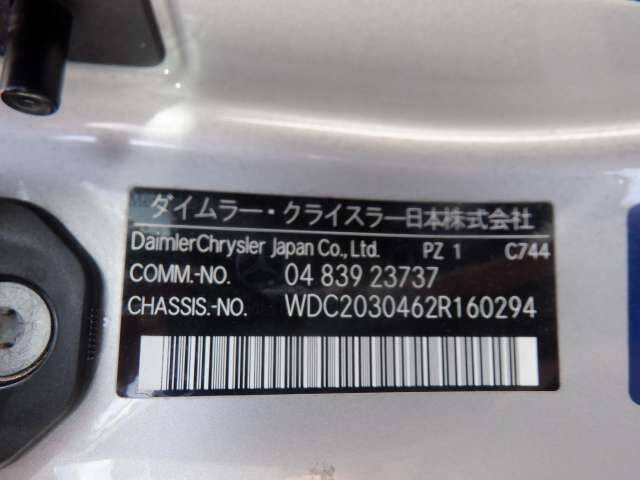 ダイムラー・クライスラー日本株式会社
DaimlerChrysler Japan Co., Ltd. PZ 1 C744
COMM.-NO. 04 839 23737
CHASSIS.-NO. WDC2030462R160294